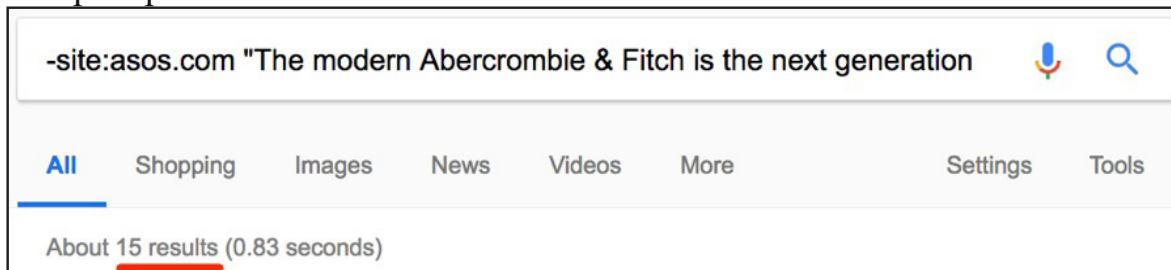 -site:asos.com "The modern Abercrombie & Fitch is the next generation
All Shopping Images News Videos More Settings Tools
About 15 results (0.83 seconds)